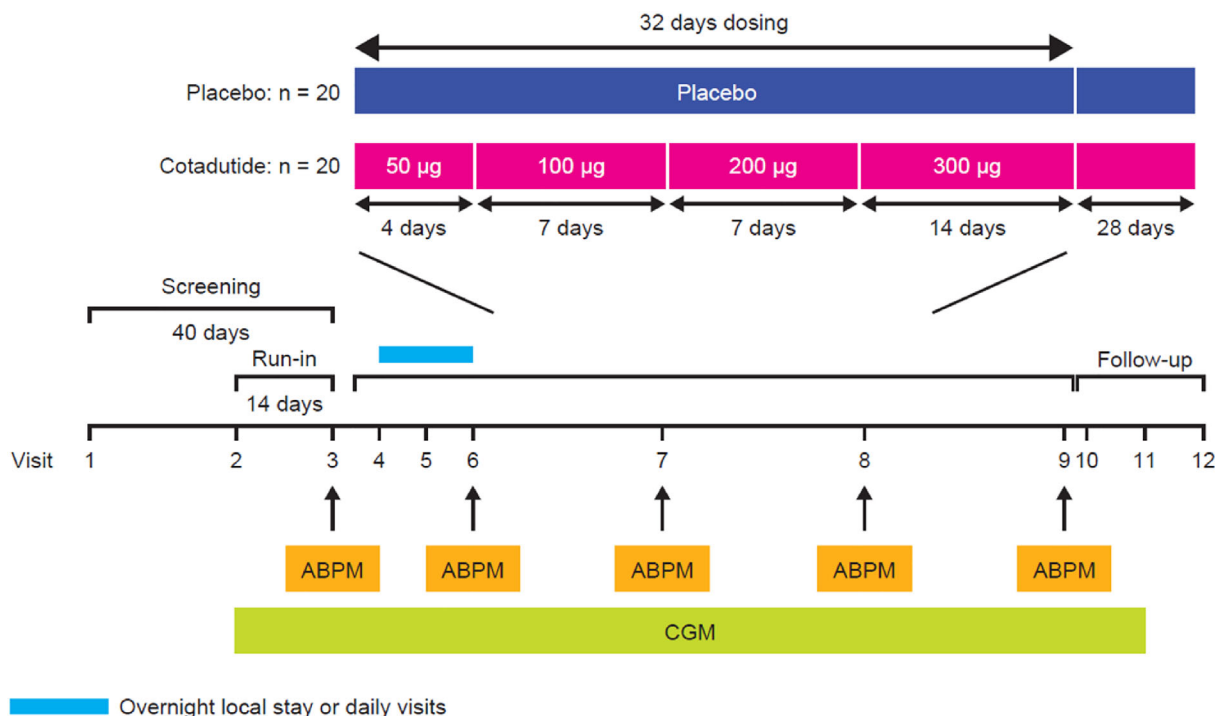 32 days dosing
Placebo: n = 20
Placebo
Cotadutide: n = 20
50 µg
100 µg
200 µg
300 µg
4 days
7 days
7 days
14 days
28 days
Screening
40 days
Run-in
14 days
Follow-up
Visit
1
2
3
4
5
6
7
8
9
10
11
12
ABPM
ABPM
ABPM
ABPM
ABPM
CGM
Overnight local stay or daily visits